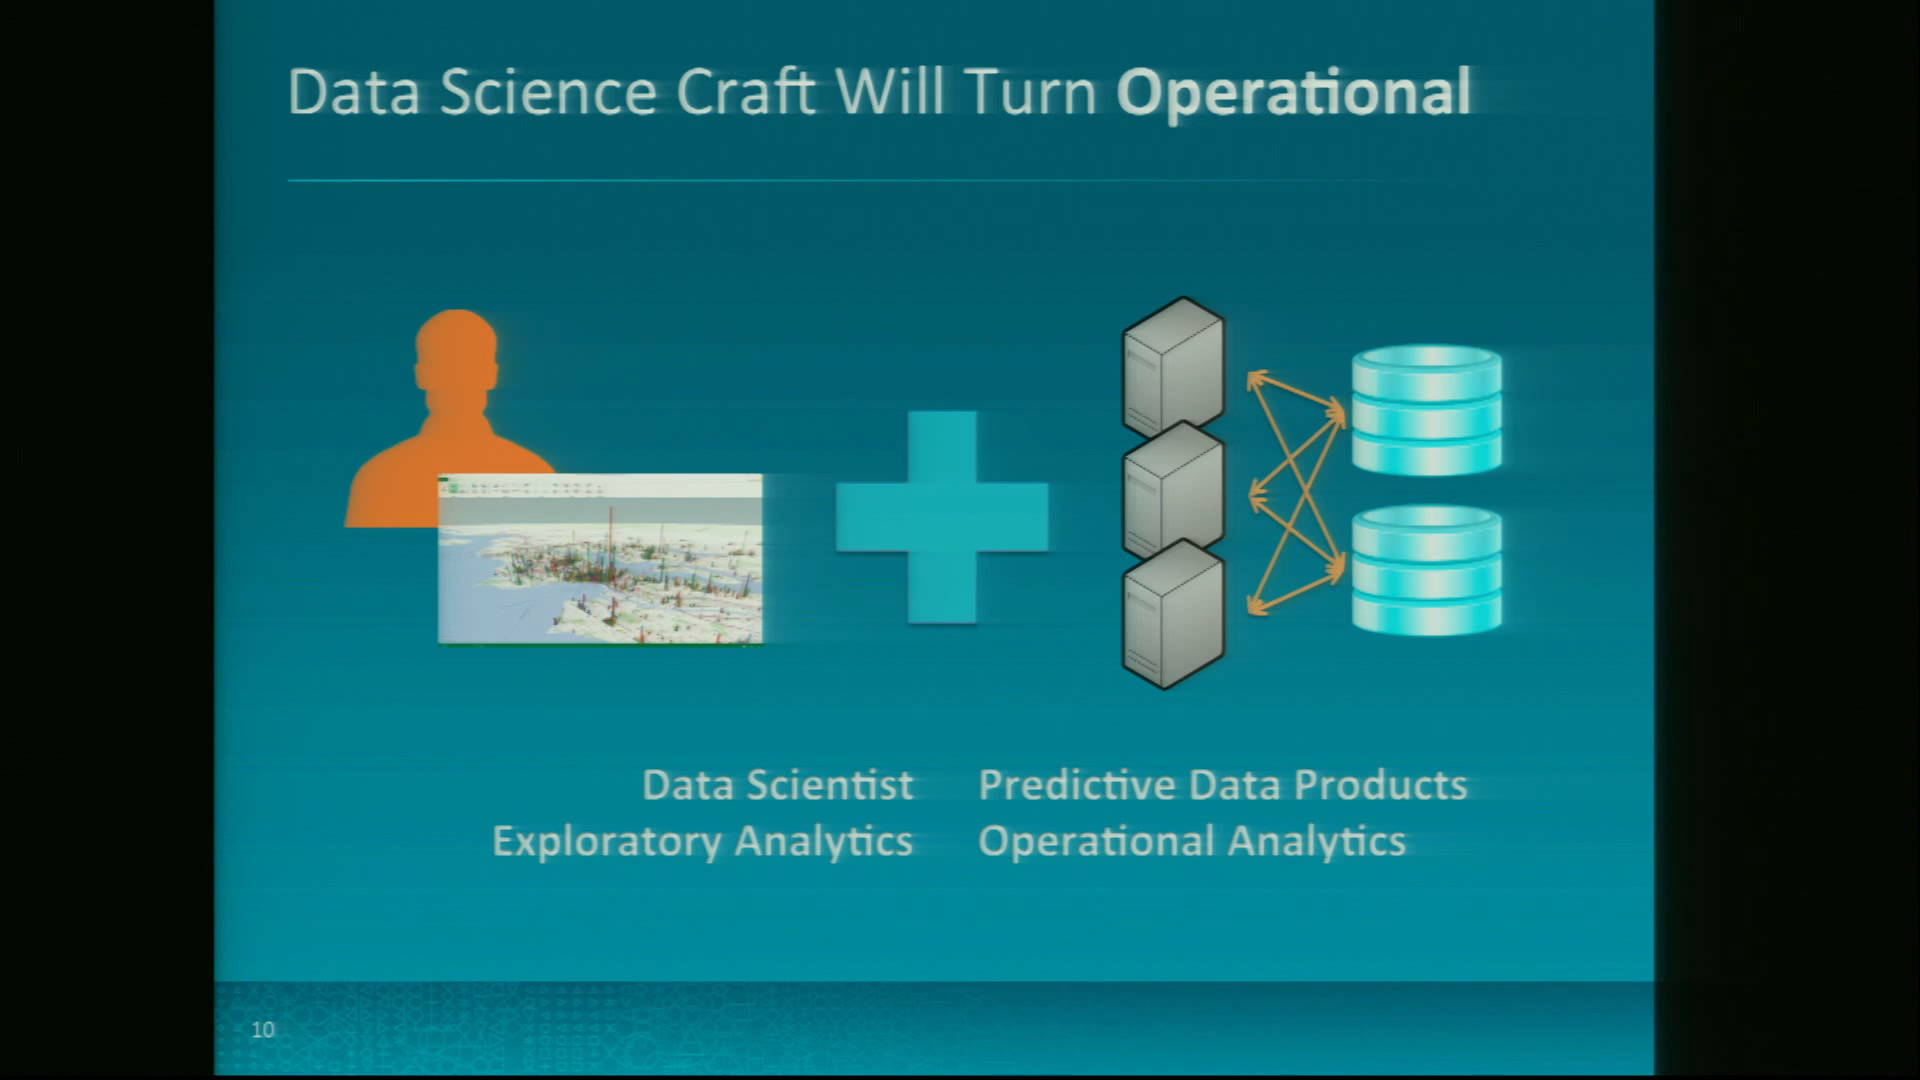 Data Science Craft Will Turn Operational
Data Scientist
Exploratory Analytics
Predictive Data Products
Operational Analytics
10